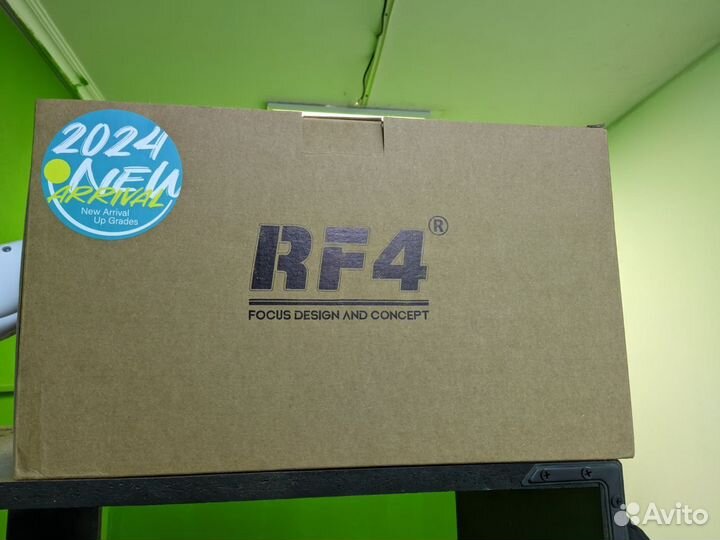 2024
NEW
ARRIVAL
New Arrival
Up Grades
RF4®
FOCUS DESIGN AND CONCEPT
Avito